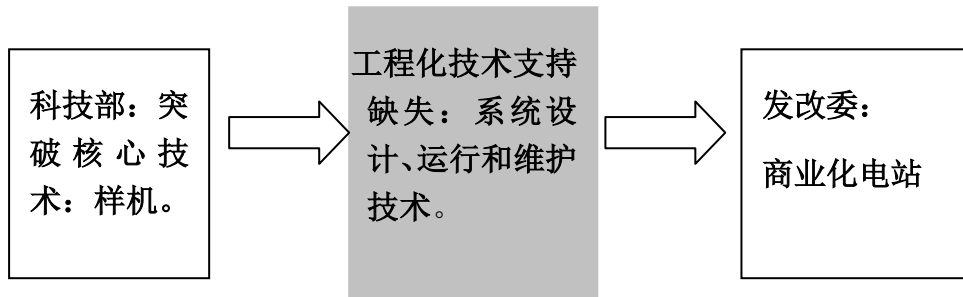 科技部：突
破核心技
术：样机。
工程化技术支持
缺失：系统设
计、运行和维护
技术。
发改委：
商业化电站